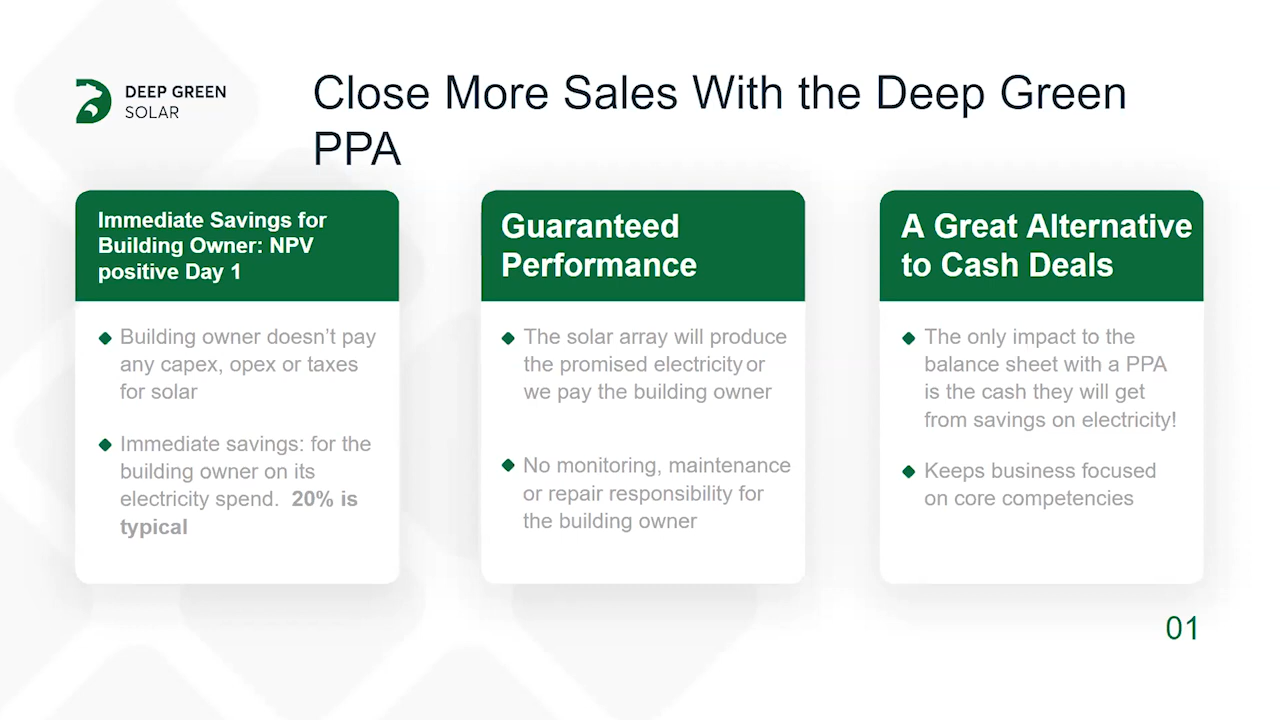 DEEP GREEN
SOLAR
Close More Sales With the Deep Green
PPA
Immediate Savings for
Building Owner: NPV
positive Day 1
Building owner doesn’t pay
any capex, opex or taxes
for solar
Immediate savings: for the
building owner on its
electricity spend.  20% is
typical
Guaranteed
Performance
The solar array will produce
the promised electricity or
we pay the building owner
No monitoring, maintenance
or repair responsibility for
the building owner
A Great Alternative
to Cash Deals
The only impact to the
balance sheet with a PPA
is the cash they will get
from savings on electricity!
Keeps business focused
on core competencies
01